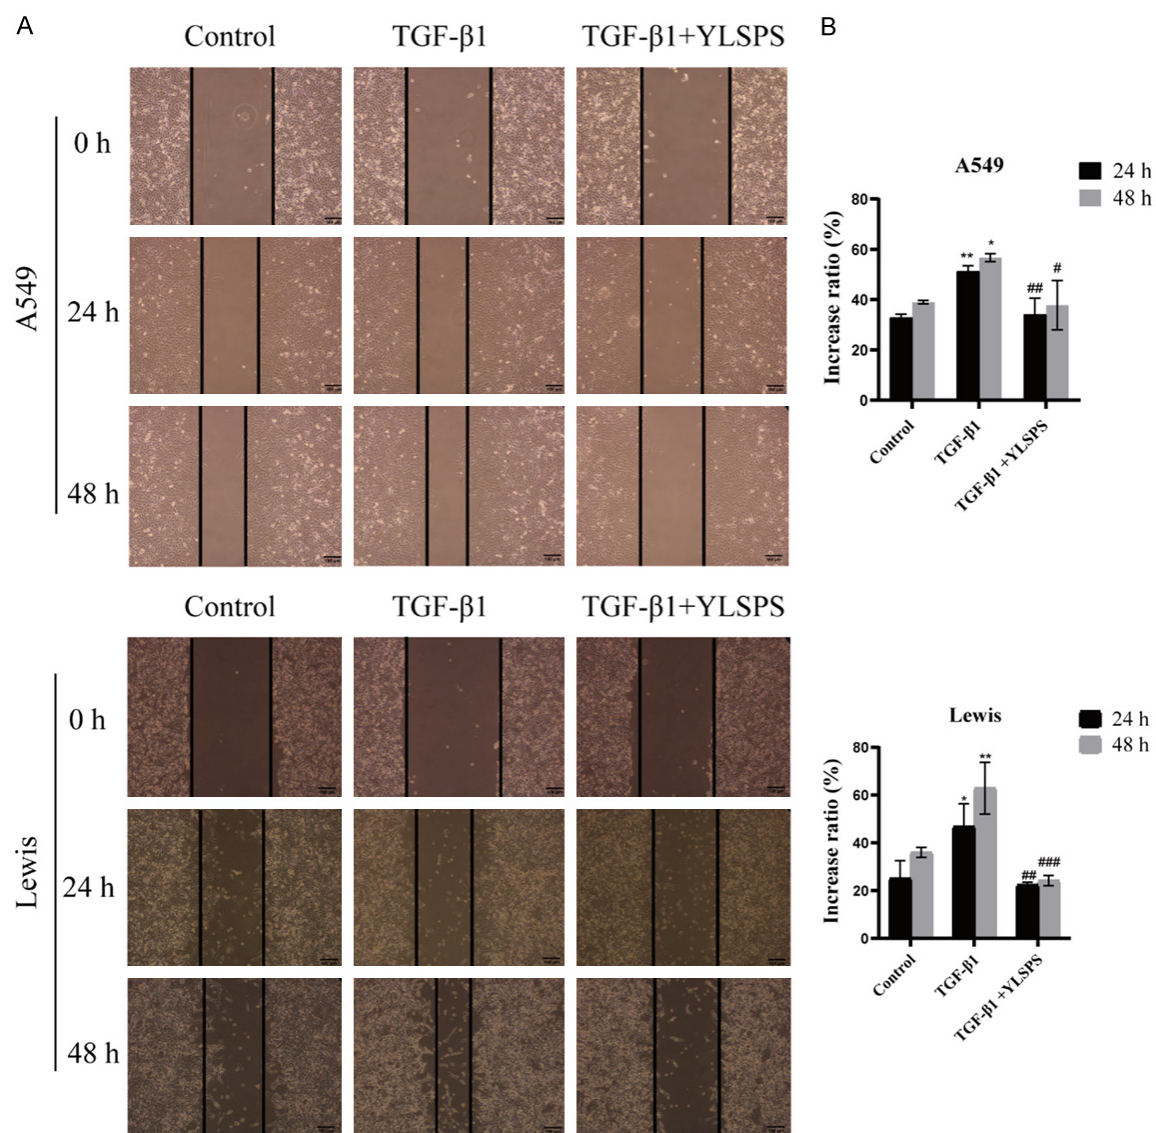 A
Control TGF-β1 TGF-β1+YLSPS
A549
0 h
24 h
48 h
Control TGF-β1 TGF-β1+YLSPS
Lewis
0 h
24 h
48 h
B
A549
24 h
48 h
Increase ratio (%)
80
60
40
20
0
** * ## #
Control
TGF-β1
TGF-β1 +YLSPS
Lewis
24 h
48 h
Increase ratio (%)
80
60
40
20
0
* ** ## ###
Control
TGF-β1
TGF-β1 +YLSPS